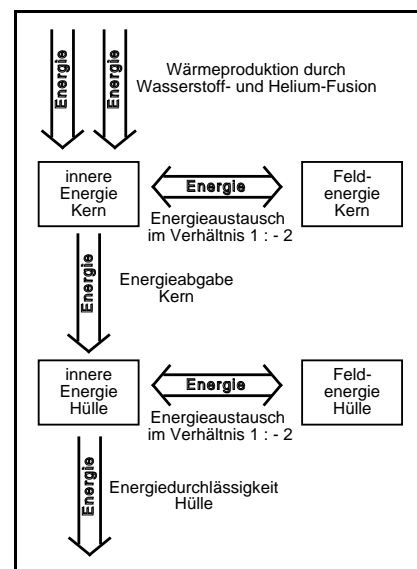 Energie
Energie
Wärmeproduktion durch
Wasserstoff- und Helium-Fusion
innere
Energie
Kern
Energie
Feld-
energie
Kern
Energieaustausch
im Verhältnis 1 : - 2
Energie
Energieabgabe
Kern
innere
Energie
Hülle
Energie
Feld-
energie
Hülle
Energieaustausch
im Verhältnis 1 : - 2
Energie
Energiedurchlässigkeit
Hülle